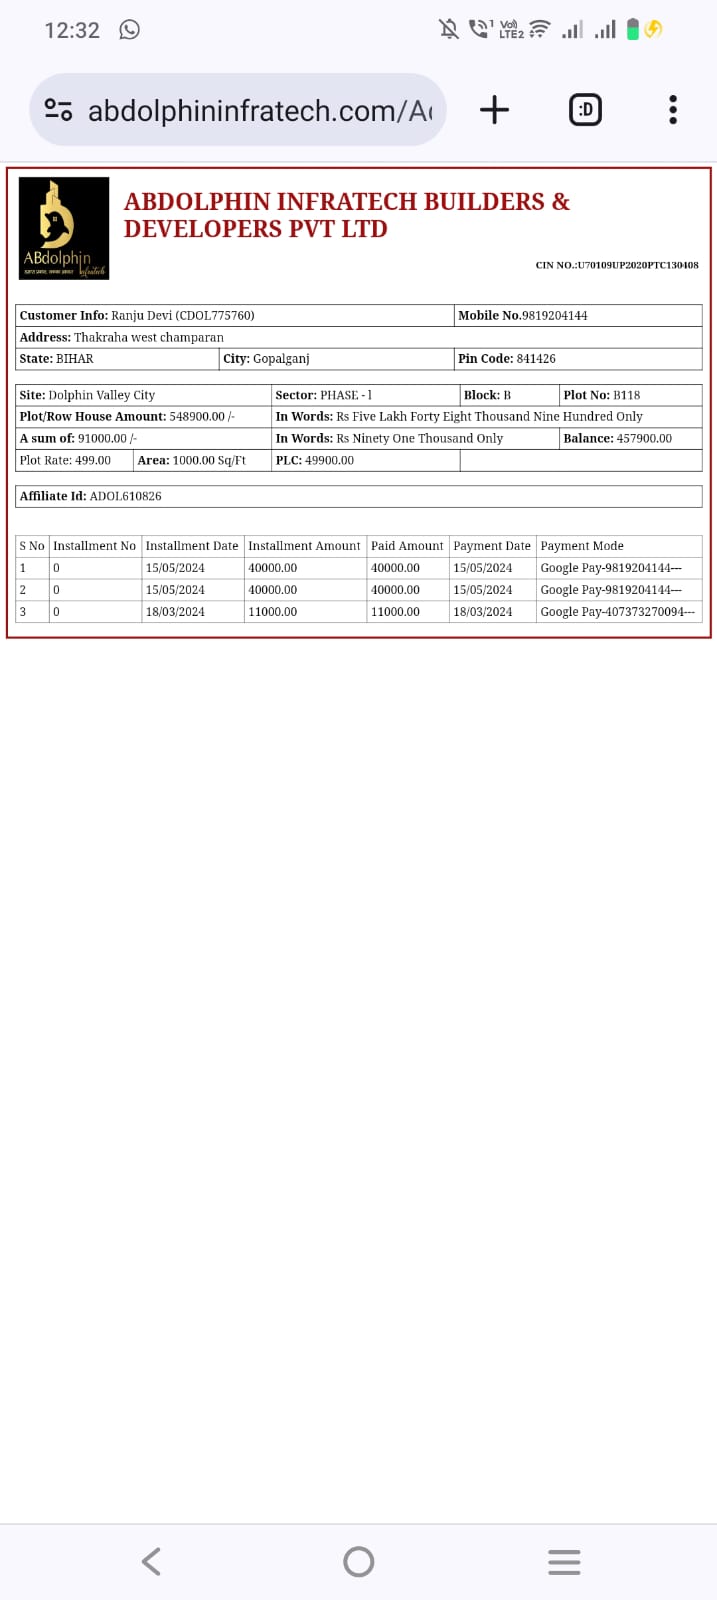 12:32
Vo)) 1
LTE2
abdolphininfratech.com/A
:D
ABDOLPHIN INFRATECH BUILDERS &
DEVELOPERS PVT LTD
ABdolphin
infratech
CIN NO.:U70109UP2020PTC130408
Customer Info: Ranju Devi (CDOL775760) Mobile No.9819204144
Address: Thakraha west champaran
State: BIHAR City: Gopalganj Pin Code: 841426
Site: Dolphin Valley City Sector: PHASE - l Block: B Plot No: B118
Plot/Row House Amount: 548900.00 /- In Words: Rs Five Lakh Forty Eight Thousand Nine Hundred Only
A sum of: 91000.00 /- In Words: Rs Ninety One Thousand Only Balance: 457900.00
Plot Rate: 499.00 Area: 1000.00 Sq/Ft PLC: 49900.00
Affiliate Id: ADOL610826
S No Installment No Installment Date Installment Amount Paid Amount Payment Date Payment Mode
1 0 15/05/2024 40000.00 40000.00 15/05/2024 Google Pay-9819204144---
2 0 15/05/2024 40000.00 40000.00 15/05/2024 Google Pay-9819204144---
3 0 18/03/2024 11000.00 11000.00 18/03/2024 Google Pay-407373270094---